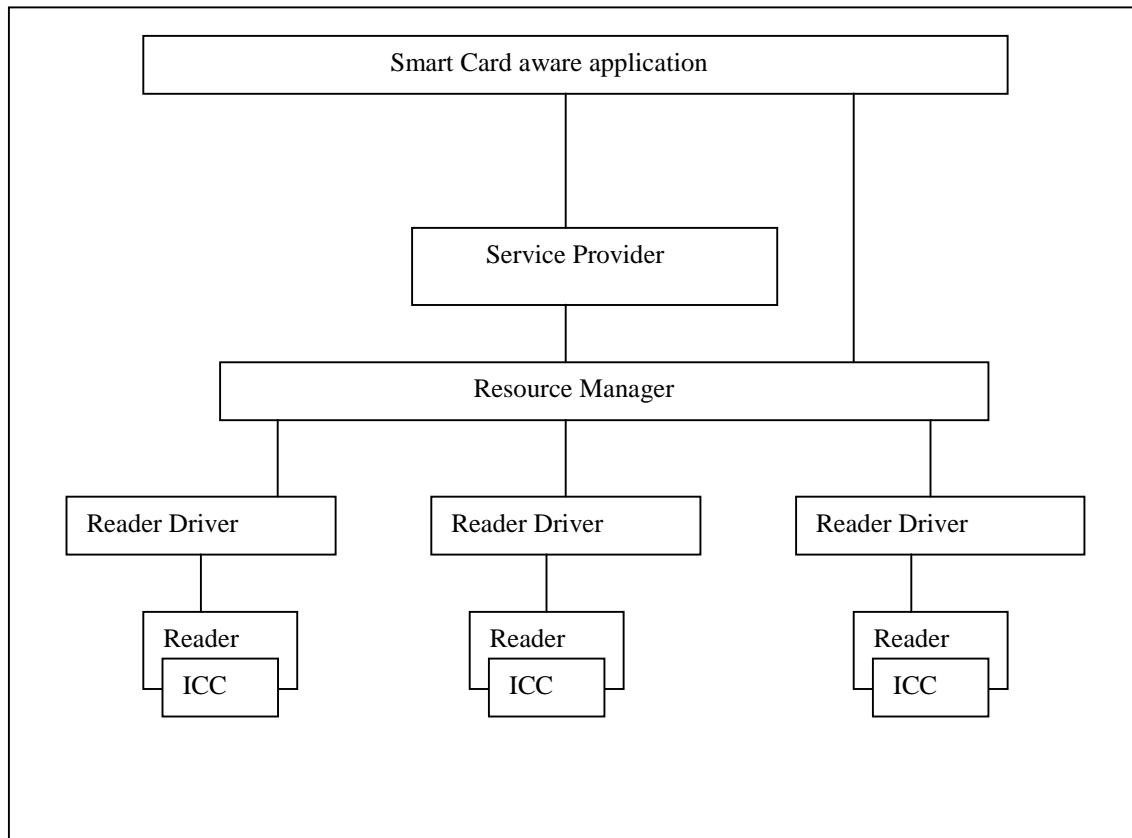 Smart Card aware application
Service Provider
Resource Manager
Reader Driver
Reader Driver
Reader Driver
Reader
Reader
Reader
ICC
ICC
ICC